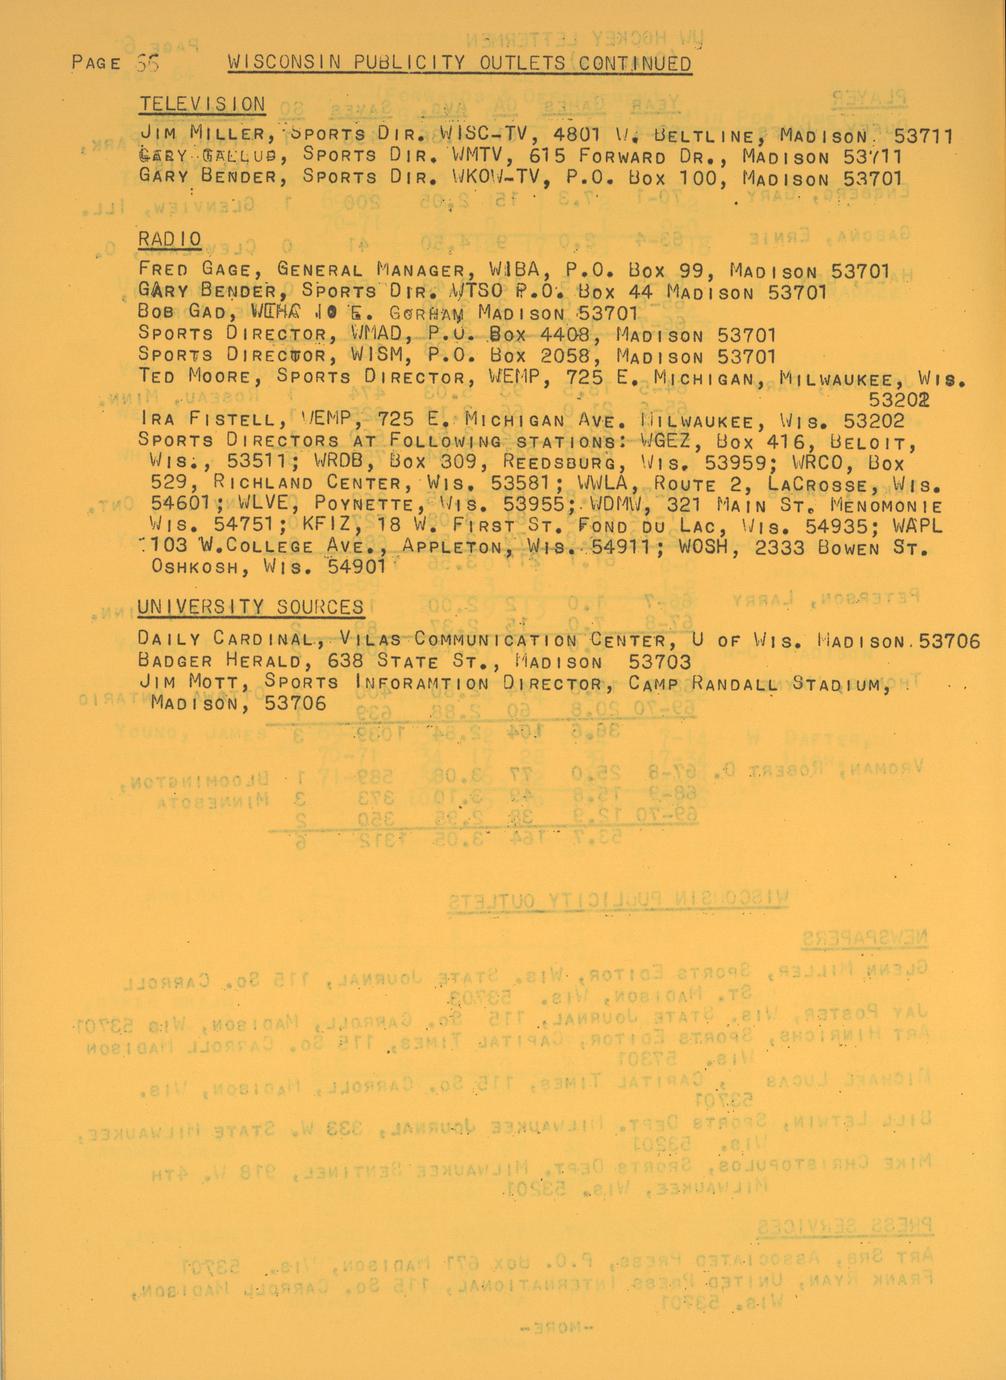 PAGE 66 WISCONSIN PUBLICITY OUTLETS CONTINUED
TELEVISION
JIM MILLER, SPORTS DIR. WISC-TV, 4801 W. BELTLINE, MADISON. 53711
GARY GALLUP, SPORTS DIR. WMTV, 615 FORWARD DR., MADISON 53711
GARY BENDER, SPORTS DIR. WKOW-TV, P.O. BOX 100, MADISON 53701
RADIO
FRED GAGE, GENERAL MANAGER, WIBA, P.O. BOX 99, MADISON 53701
GARY BENDER, SPORTS DIR. WTSO P.O. BOX 44 MADISON 53701
BOB GAD, 10 E. GORHAM MADISON 53701
SPORTS DIRECTOR, WMAD, P.O. BOX 4408, MADISON 53701
SPORTS DIRECTOR, WISM, P.O. BOX 2058, MADISON 53701
TED MOORE, SPORTS DIRECTOR, WEMP, 725 E. MICHIGAN, MILWAUKEE, WIS.
53202
IRA FISTELL, WEMP, 725 E. MICHIGAN AVE. MILWAUKEE, WIS. 53202
SPORTS DIRECTORS AT FOLLOWING STATIONS: WGEZ, BOX 416, BELOIT,
WIS., 53511; WRDB, BOX 309, REEDSBURG, WIS. 53959; WRCO, BOX
529, RICHLAND CENTER, WIS. 53581; WWLA, ROUTE 2, LACROSSE, WIS.
54601; WLVE, POYNETTE, WIS. 53955; WDMW, 321 MAIN ST. MENOMONIE
WIS. 54751; KFIZ, 18 W. FIRST ST. FOND DU LAC, WIS. 54935; WAPL
103 W.COLLEGE AVE., APPLETON, WIS. 54911; WOSH, 2333 BOWEN ST.
OSHKOSH, WIS. 54901
UNIVERSITY SOURCES
DAILY CARDINAL, VILAS COMMUNICATION CENTER, U OF WIS. MADISON.53706
BADGER HERALD, 638 STATE ST., MADISON 53703
JIM MOTT, SPORTS INFORAMTION DIRECTOR, CAMP RANDALL STADIUM,
MADISON, 53706